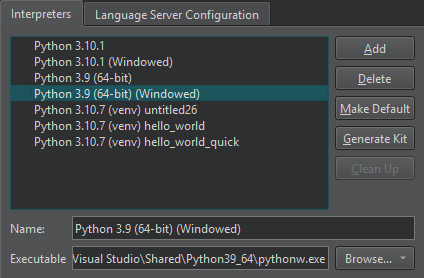 Interpreters
Language Server Configuration
Python 3.10.1
Python 3.10.1 (Windowed)
Python 3.9 (64-bit)
Python 3.9 (64-bit) (Windowed)
Python 3.10.7 (venv) untitled26
Python 3.10.7 (venv) hello_world
Python 3.10.7 (venv) hello_world_quick
Add
Delete
Make Default
Generate Kit
Clean Up
Name: Python 3.9 (64-bit) (Windowed)
Executable Visual Studio\Shared\Python39_64\pythonw.exe Browse...